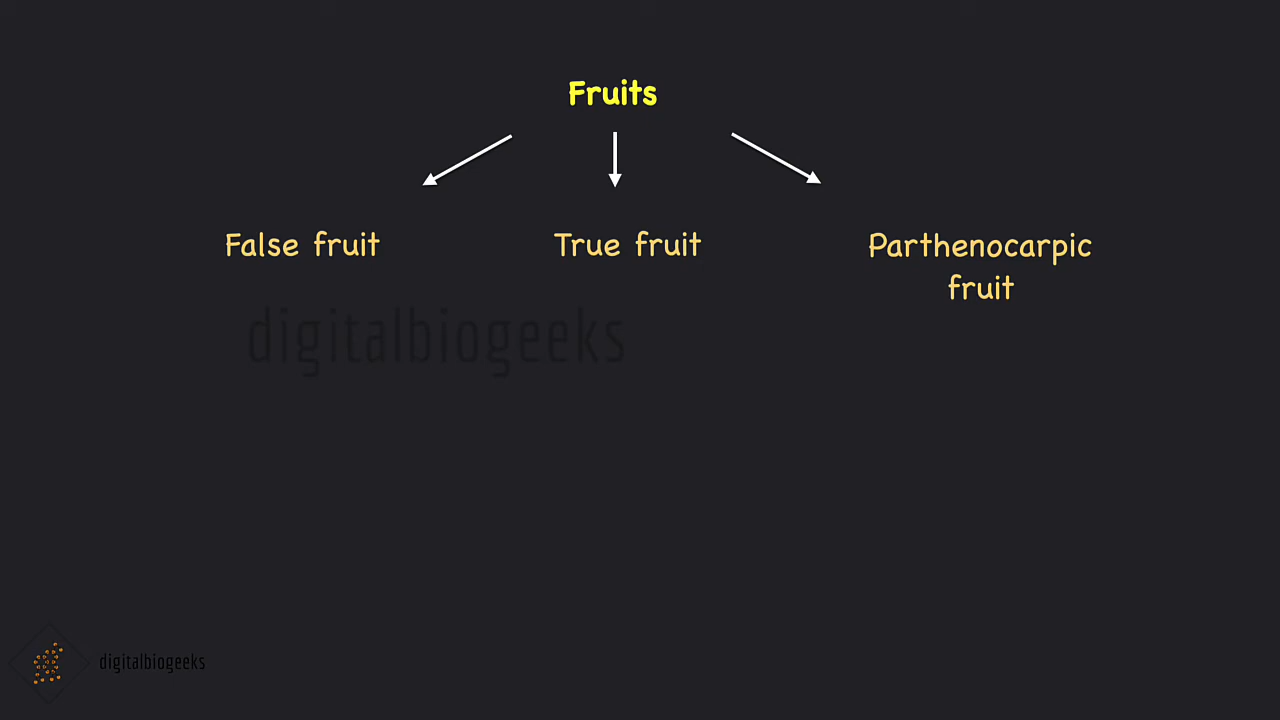 Fruits
False fruit
True fruit
Parthenocarpic
fruit
digitalbiogeeks
digitalbiogeeks